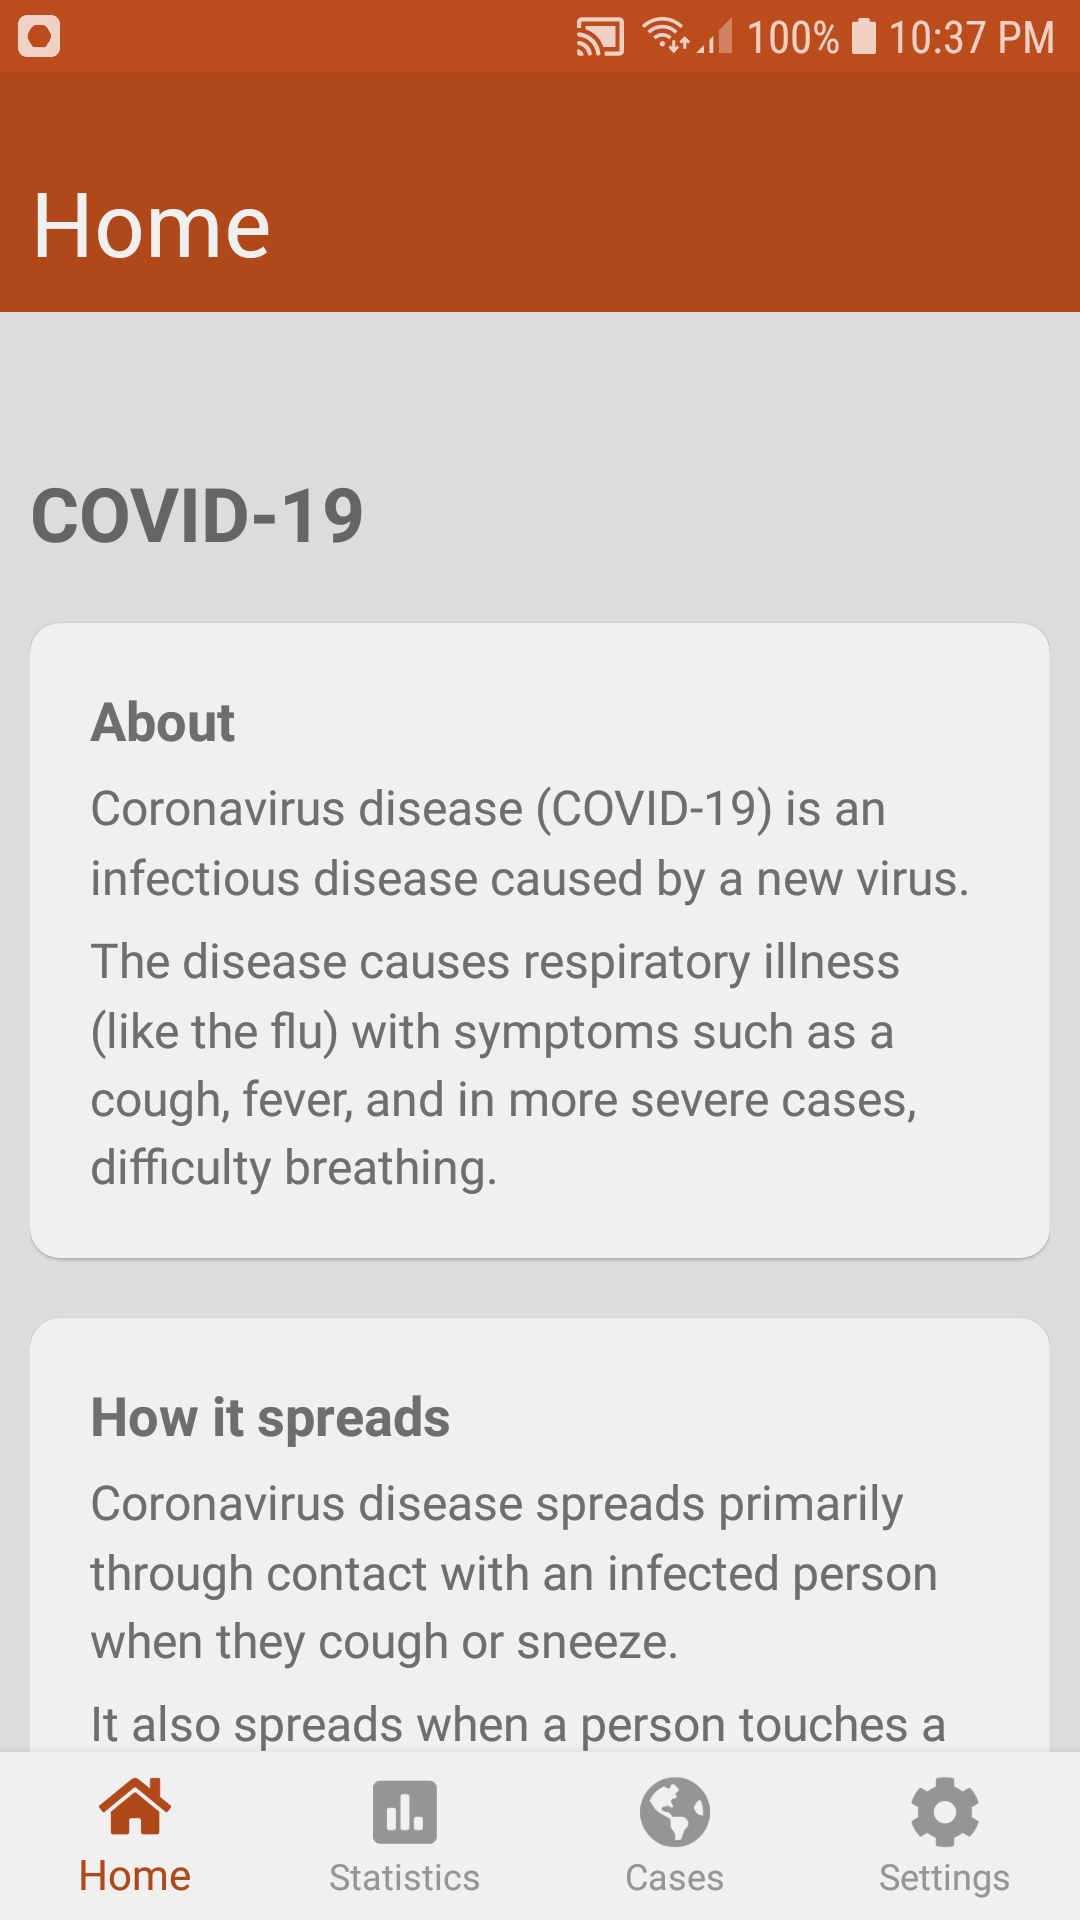 100% 10:37 PM
Home
COVID-19
About
Coronavirus disease (COVID-19) is an
infectious disease caused by a new virus.
The disease causes respiratory illness
(like the flu) with symptoms such as a
cough, fever, and in more severe cases,
difficulty breathing.
How it spreads
Coronavirus disease spreads primarily
through contact with an infected person
when they cough or sneeze.
It also spreads when a person touches a
Home Statistics Cases Settings